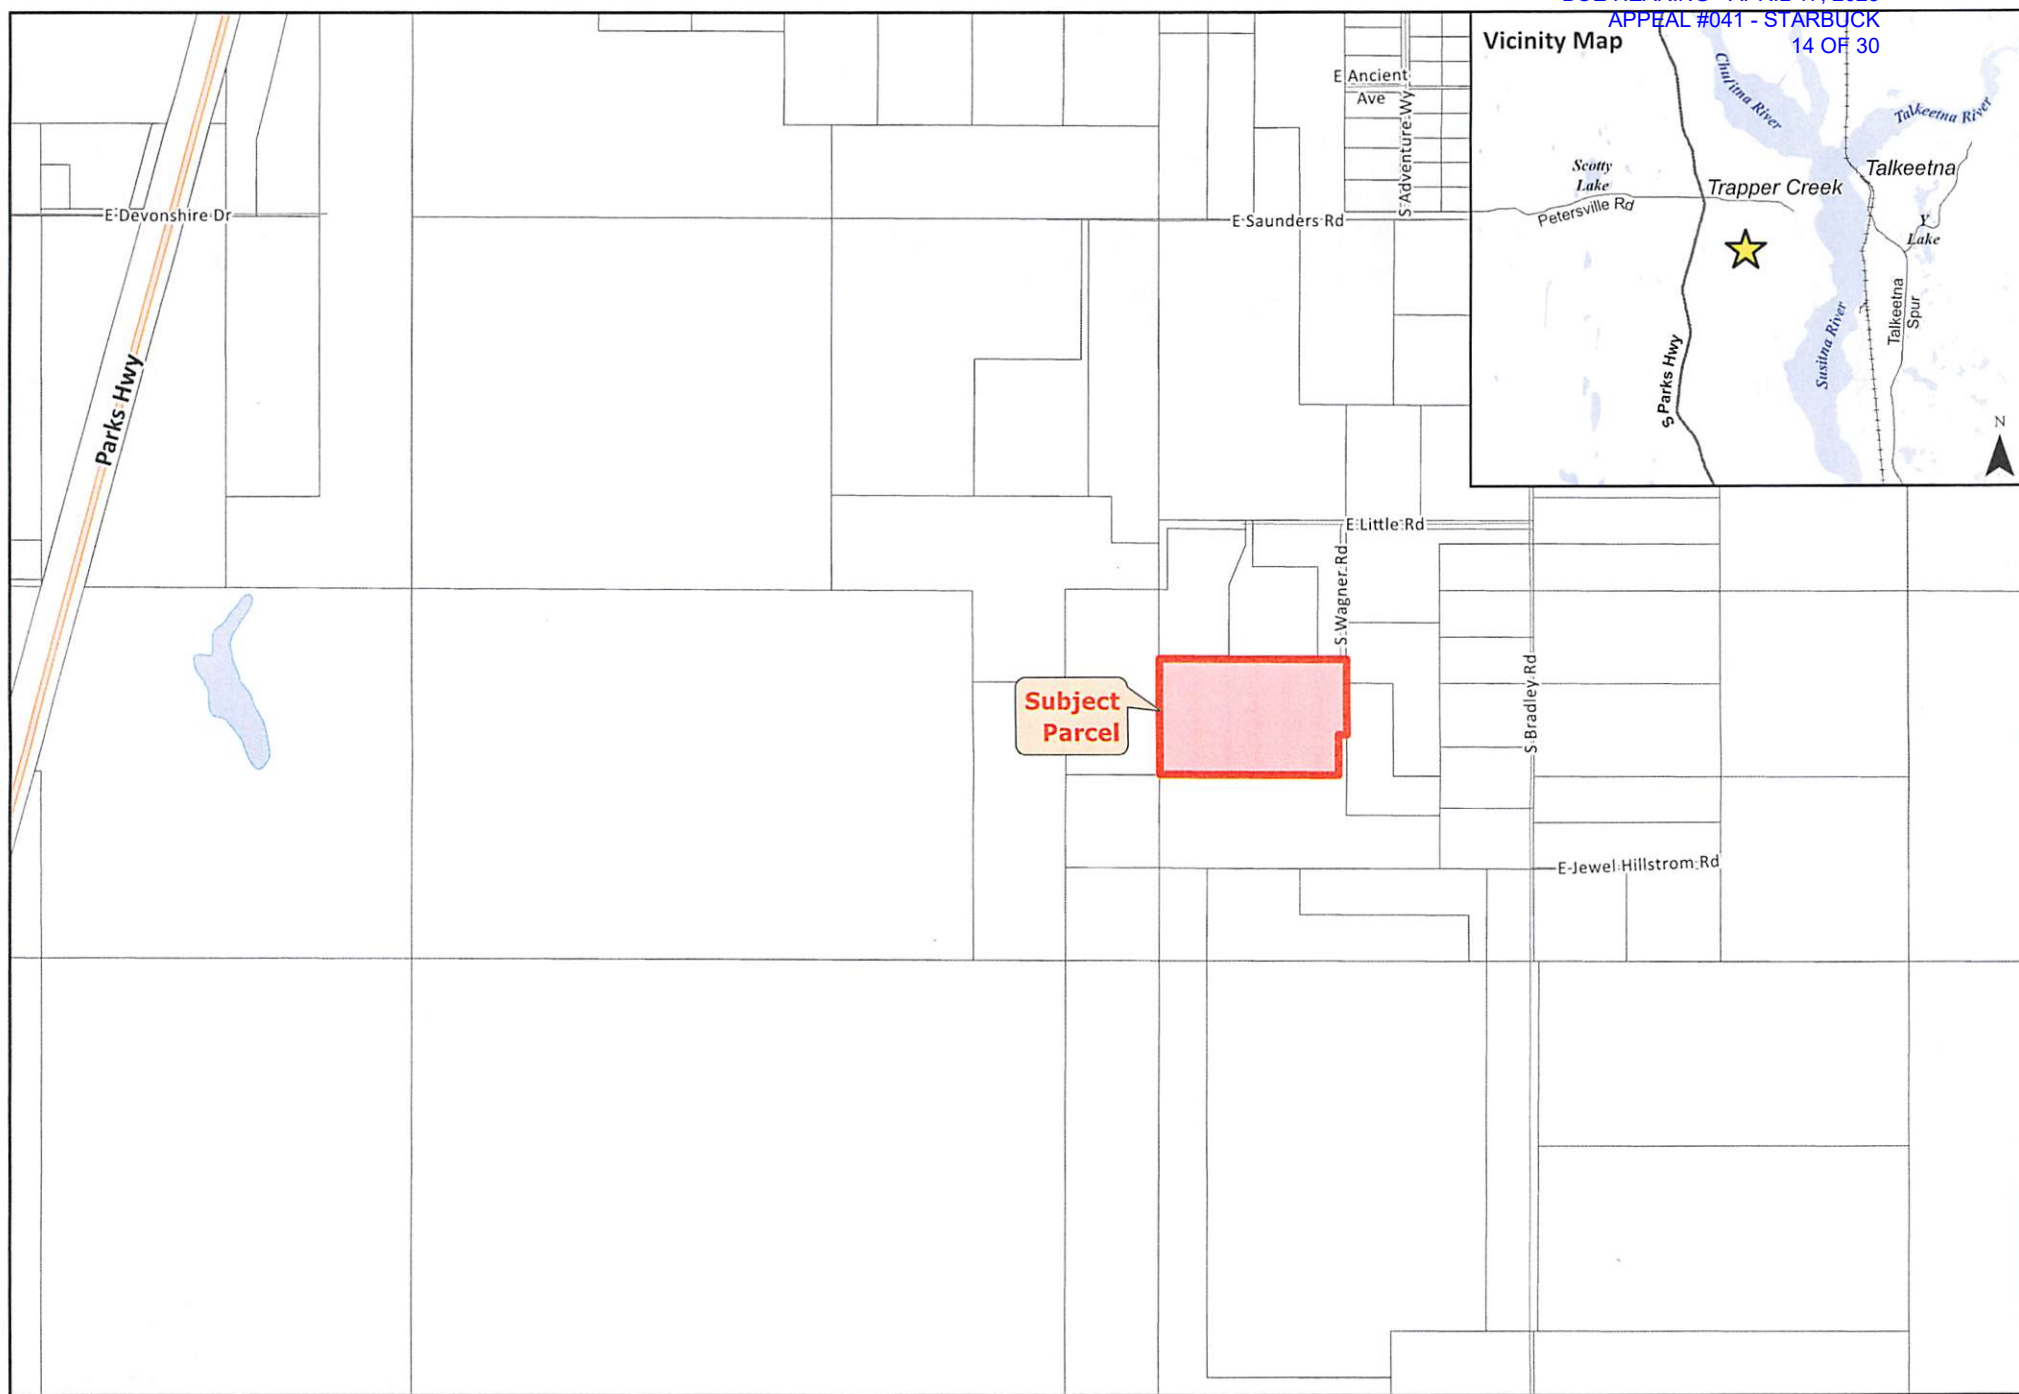 APPEAL #041 - STARBUCK
14 OF 30
Vicinity Map
Chulitna River
Talkeetna River
Scotty
Lake
Talkeetna
Trapper Creek
Petersville Rd
Y
Lake
Talkeetna
Spur
Susitna River
S Parks Hwy
N
E Ancient
Ave
S Adventure Wy
E Devonshire Dr
E Saunders Rd
Parks Hwy
E Little Rd
S Wagner Rd
Subject
Parcel
S Bradley Rd
E Jewel Hillstrom Rd